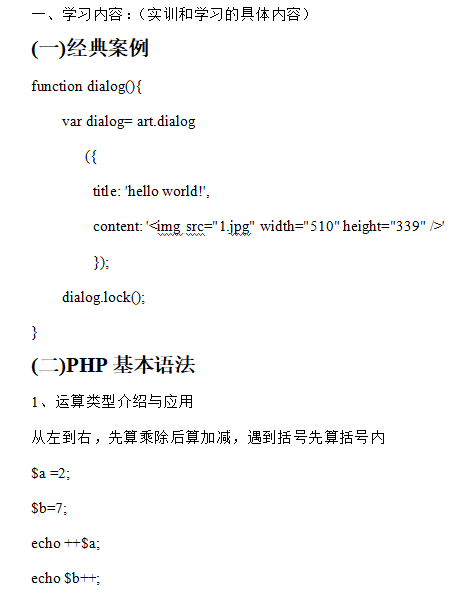 一、学习内容：（实训和学习的具体内容）
(一)经典案例
function dialog(){
var dialog= art.dialog
({
title: 'hello world!',
content: '<img src="1.jpg" width="510" height="339" />'
});
dialog.lock();
}
(二)PHP 基本语法
1、运算类型介绍与应用
从左到右，先算乘除后算加减，遇到括号先算括号内
$a =2;
$b=7;
echo ++$a;
echo $b++;